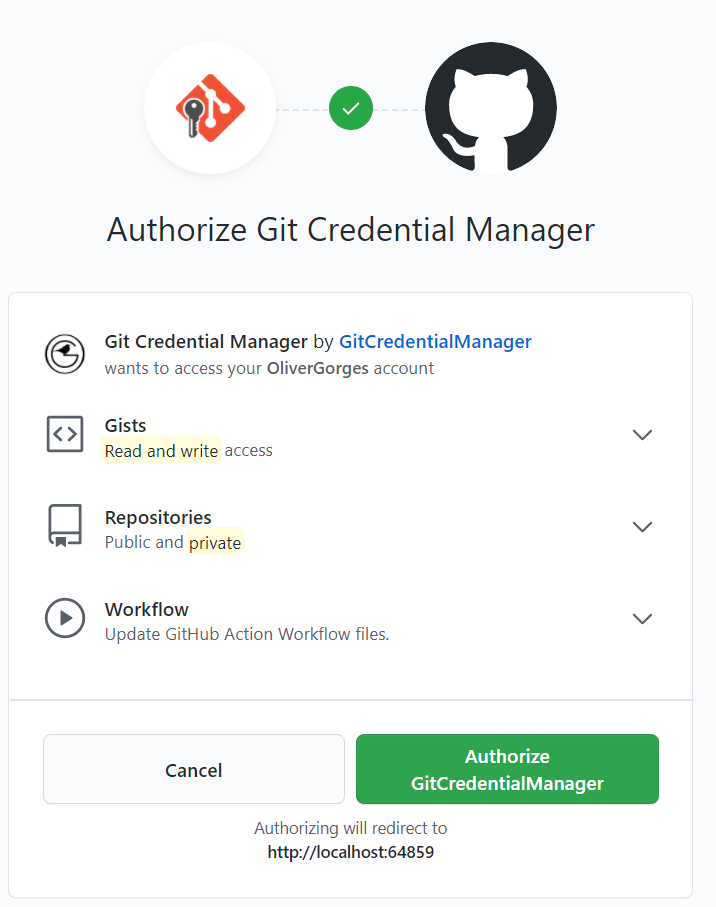 Authorize Git Credential Manager
Git Credential Manager by GitCredentialManager
wants to access your OliverGorges account
Gists
Read and write access
Repositories
Public and private
Workflow
Update GitHub Action Workflow files.
Cancel
Authorize
GitCredentialManager
Authorizing will redirect to
http://localhost:64859